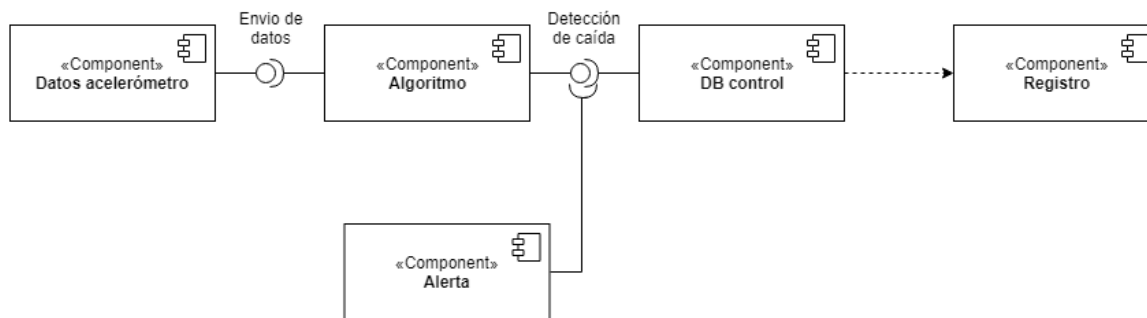 Envio de
datos
Detección
de caída
«Component»
Datos acelerómetro
«Component»
Algoritmo
«Component»
DB control
«Component»
Registro
«Component»
Alerta